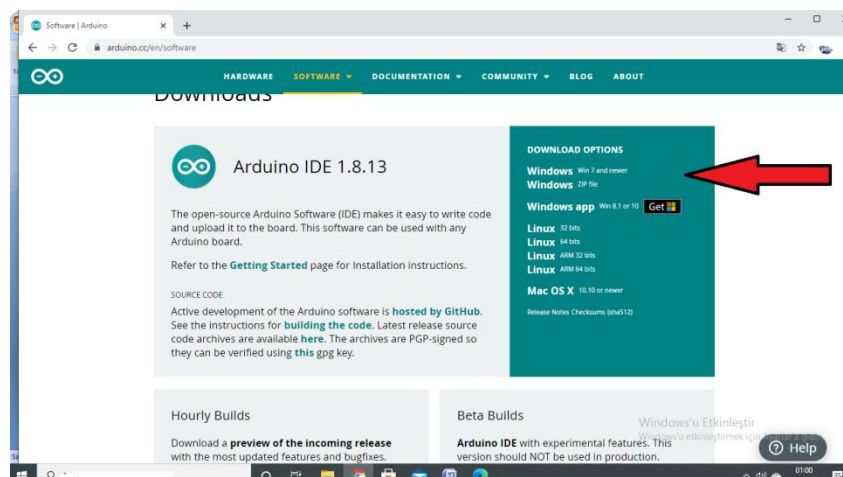 Software | Arduino
arduino.cc/en/software
HARDWARE SOFTWARE DOCUMENTATION COMMUNITY BLOG ABOUT
Downloads
Arduino IDE 1.8.13
The open-source Arduino Software (IDE) makes it easy to write code
and upload it to the board. This software can be used with any
Arduino board.
Refer to the Getting Started page for Installation instructions.
SOURCE CODE
Active development of the Arduino software is hosted by GitHub.
See the instructions for building the code. Latest release source
code archives are available here. The archives are PGP-signed so
they can be verified using this gpg key.
DOWNLOAD OPTIONS
Windows Win 7 and newer
Windows ZIP file
Windows app Win 8.1 or 10 Get
Linux 32 bits
Linux 64 bits
Linux ARM 32 bits
Linux ARM 64 bits
Mac OS X 10.10 or newer
Release Notes Checksums (sha512)
Hourly Builds
Download a preview of the incoming release
with the most updated features and bugfixes.
Beta Builds
Arduino IDE with experimental features. This
version should NOT be used in production.
Windows'u Etkinleştir
Windows'u etkinleştirmek için
Help
01:00